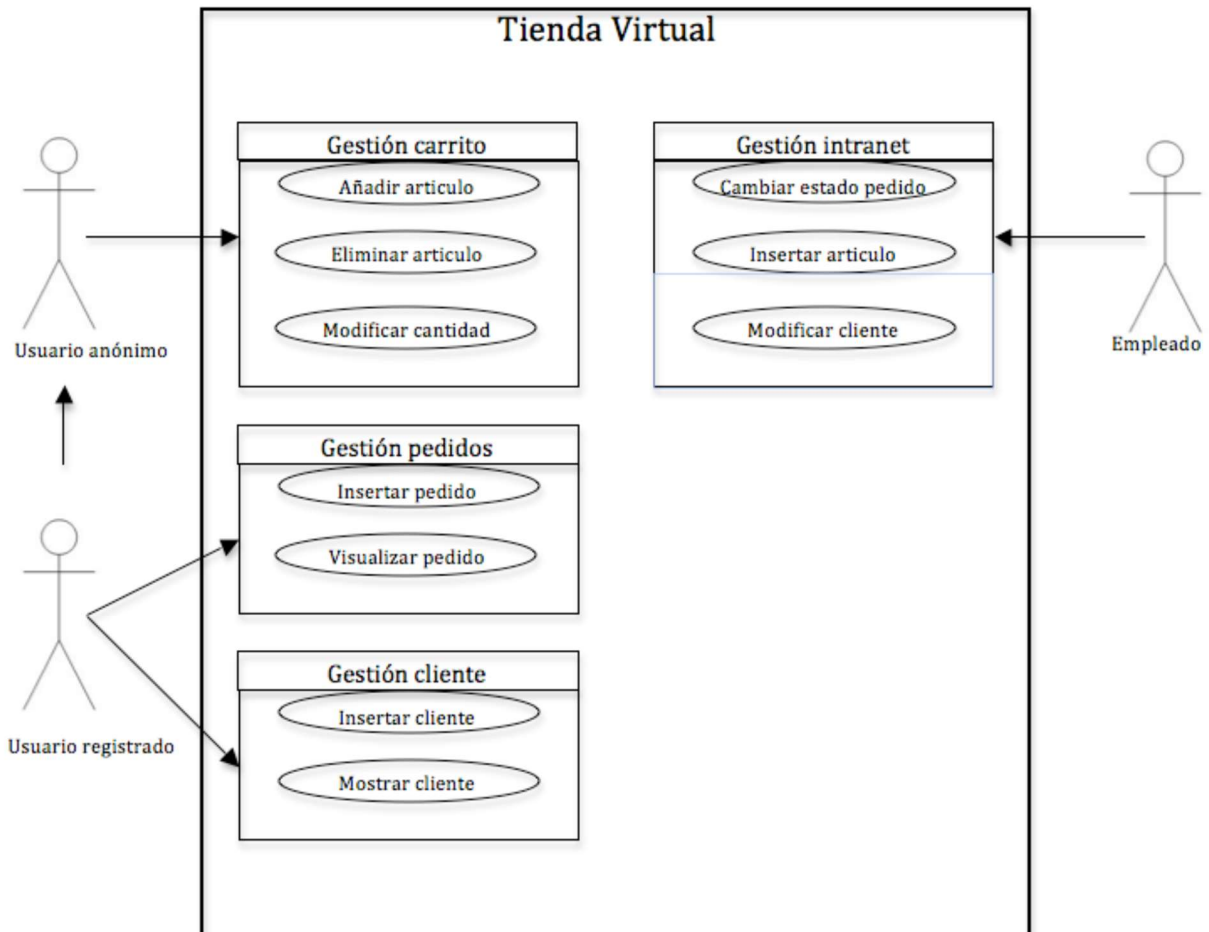 Tienda Virtual
Gestión carrito
Añadir articulo
Eliminar articulo
Modificar cantidad
Usuario anónimo
Gestión intranet
Cambiar estado pedido
Insertar articulo
Modificar cliente
Empleado
Gestión pedidos
Insertar pedido
Visualizar pedido
Usuario registrado
Gestión cliente
Insertar cliente
Mostrar cliente